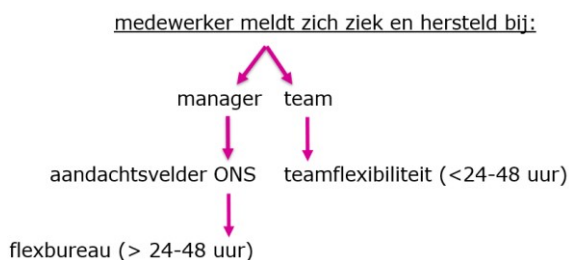 medewerker meldt zich ziek en hersteld bij:
manager team
aandachtsvelder ONS teamflexibiliteit (<24-48 uur)
flexbureau (> 24-48 uur)